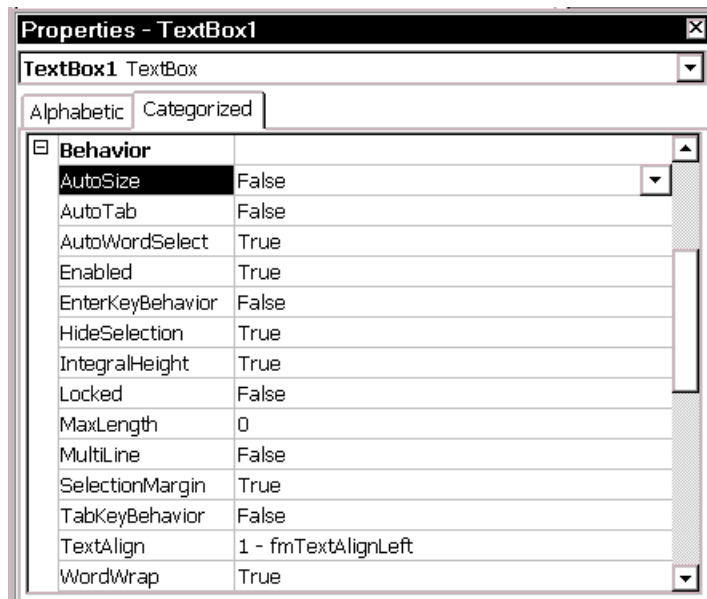 Properties - TextBox1
TextBox1 TextBox
Alphabetic Categorized
Behavior
AutoSize False
AutoTab False
AutoWordSelect True
Enabled True
EnterKeyBehavior False
HideSelection True
IntegralHeight True
Locked False
MaxLength 0
MultiLine False
SelectionMargin True
TabKeyBehavior False
TextAlign 1 - fmTextAlignLeft
WordWrap True